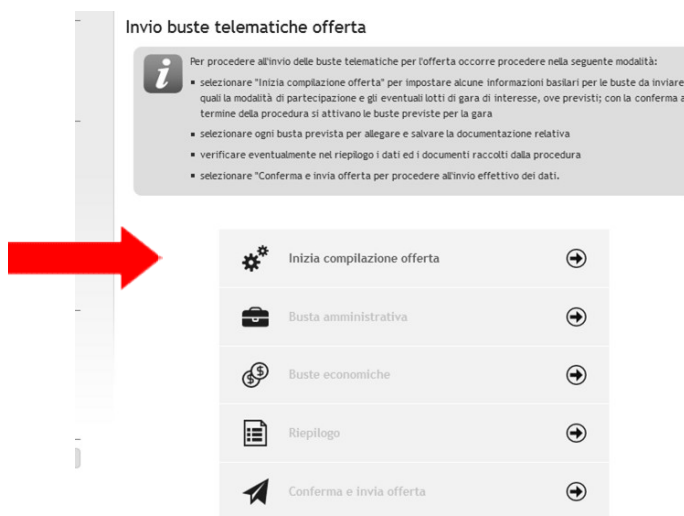 Invio buste telematiche offerta
Per procedere all'invio delle buste telematiche per l'offerta occorre procedere nella seguente modalità:
▪ selezionare "Inizia compilazione offerta" per impostare alcune informazioni basilari per le buste da inviare
quali la modalità di partecipazione e gli eventuali lotti di gara di interesse, ove previsti; con la conferma a
termine della procedura si attivano le buste previste per la gara
▪ selezionare ogni busta prevista per allegare e salvare la documentazione relativa
▪ verificare eventualmente nel riepilogo i dati ed i documenti raccolti dalla procedura
▪ selezionare "Conferma e invia offerta per procedere all'invio effettivo dei dati.
Inizia compilazione offerta
Busta amministrativa
Buste economiche
Riepilogo
Conferma e invia offerta